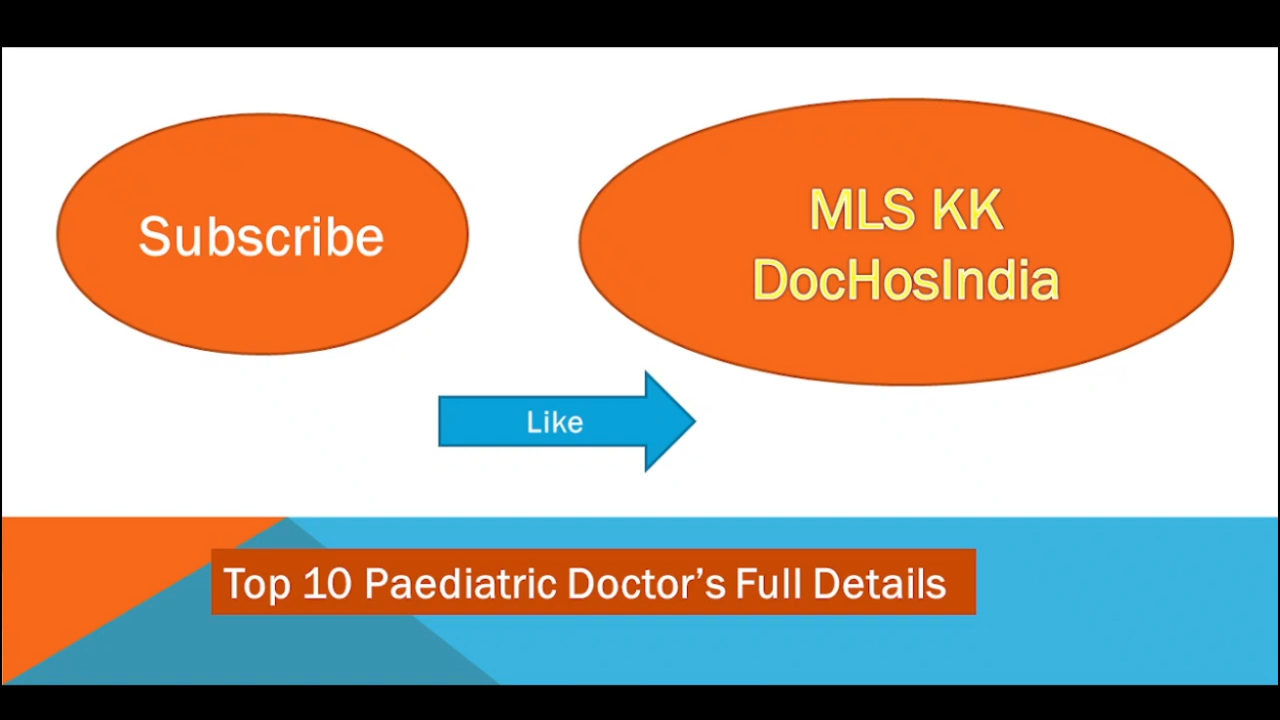 Subscribe
MLS KK
DocHosIndia
Like
Top 10 Paediatric Doctor’s Full Details